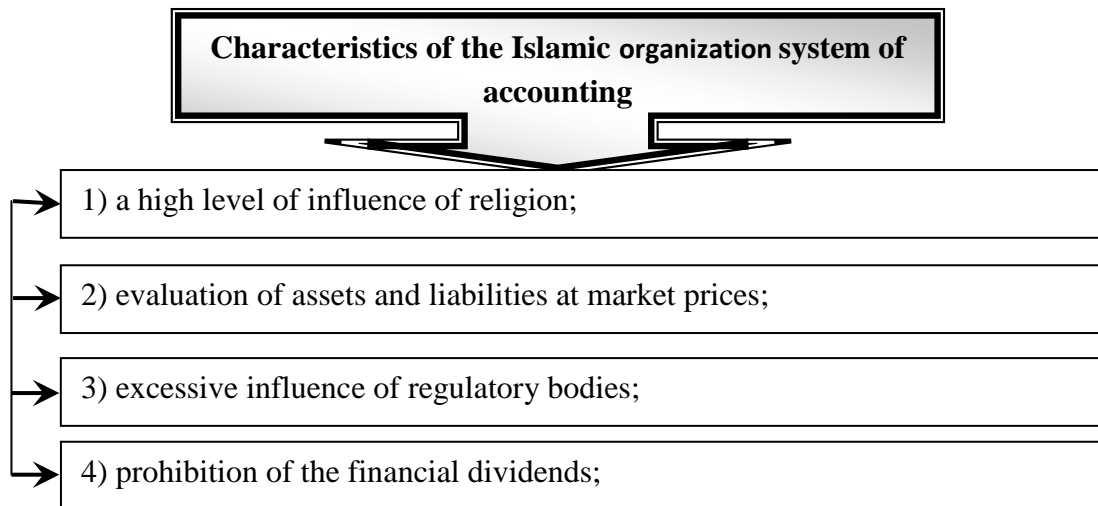 Characteristics of the Islamic organization system of
accounting
1) a high level of influence of religion;
2) evaluation of assets and liabilities at market prices;
3) excessive influence of regulatory bodies;
4) prohibition of the financial dividends;